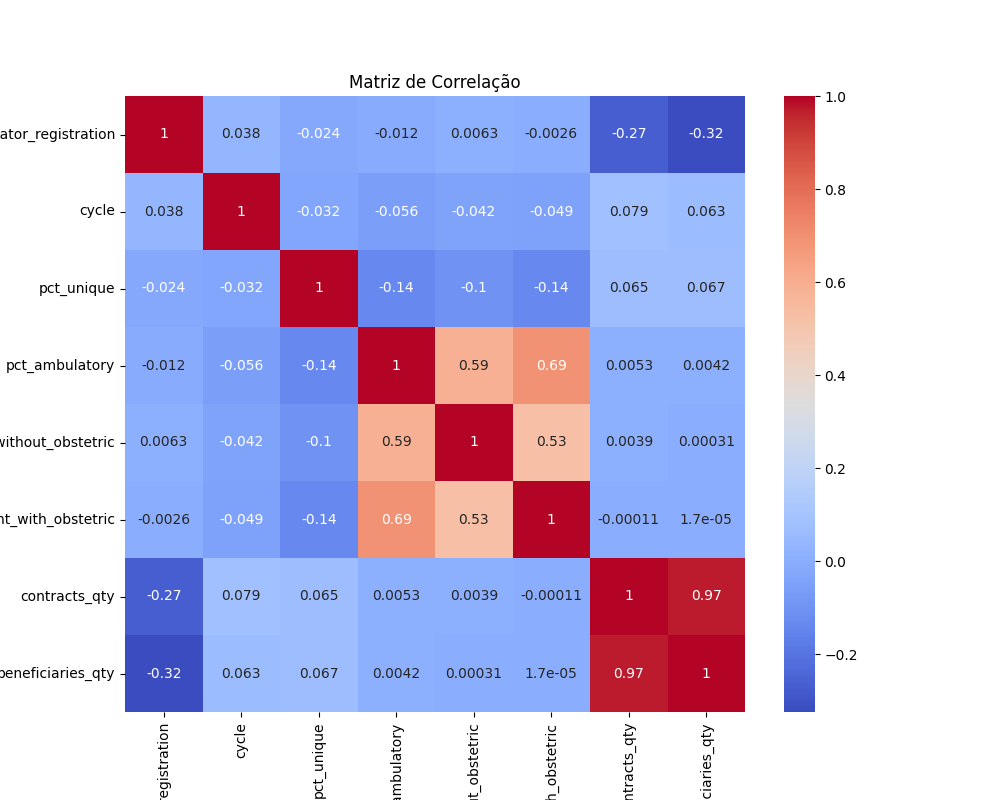 Matriz de Correlação
ator_registration 1 0.038 -0.024 -0.012 0.0063 -0.0026 -0.27 -0.32
cycle 0.038 1 -0.032 -0.056 -0.042 -0.049 0.079 0.063
pct_unique -0.024 -0.032 1 -0.14 -0.1 -0.14 0.065 0.067
pct_ambulatory -0.012 -0.056 -0.14 1 0.59 0.69 0.0053 0.0042
without_obstetric 0.0063 -0.042 -0.1 0.59 1 0.53 0.0039 0.00031
nt_with_obstetric -0.0026 -0.049 -0.14 0.69 0.53 1 -0.00011 1.7e-05
contracts_qty -0.27 0.079 0.065 0.0053 0.0039 -0.00011 1 0.97
beneficiaries_qty -0.32 0.063 0.067 0.0042 0.00031 1.7e-05 0.97 1
registration
cycle
pct_unique
ambulatory
ut_obstetric
h_obstetric
ntracts_qty
ciaries_qty
1.0
0.8
0.6
0.4
0.2
0.0
−0.2